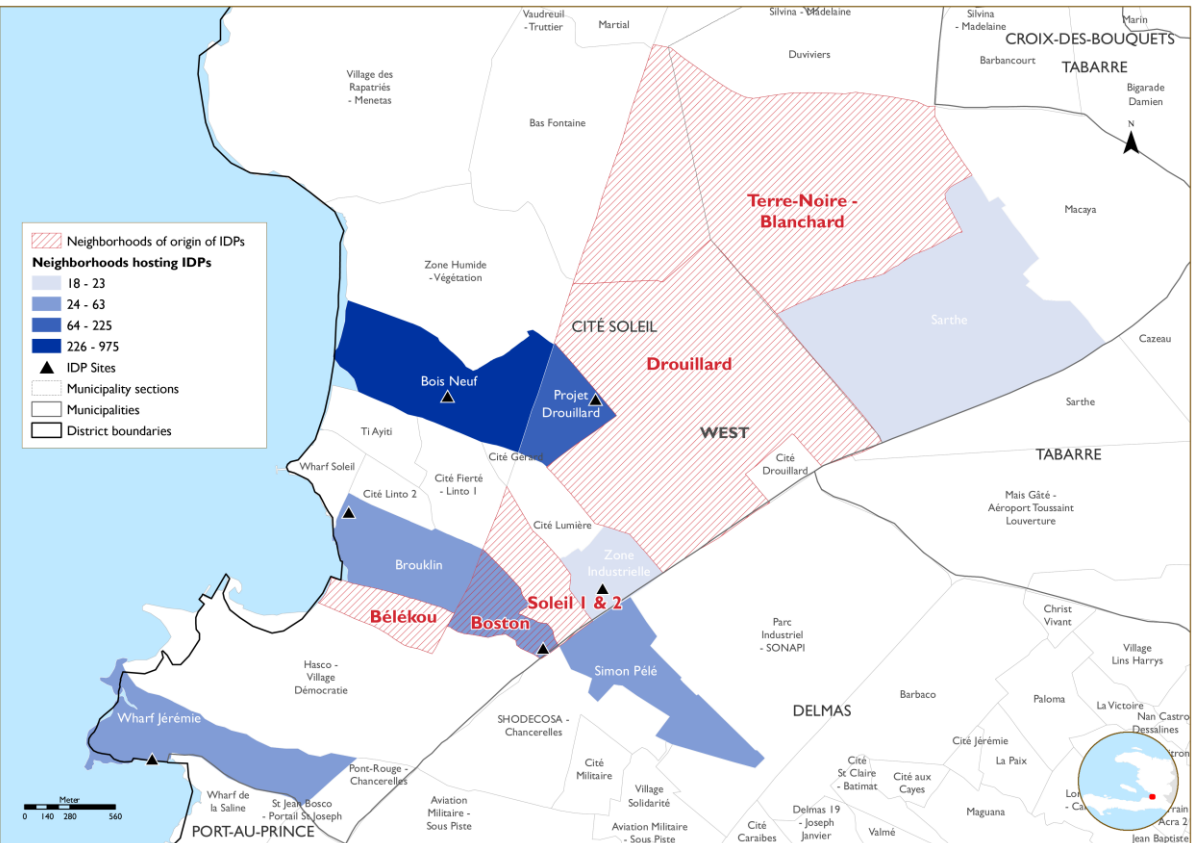 Vaudreuil
- Truttier
Martial
Silvina - Madelaine
Silvina
- Madelaine
Marin
CROIX-DES-BOUQUETS
Duviviers
Barbancourt
TABARRE
Bigarade
Damien
Village des
Rapatriés
- Menetas
Bas Fontaine
N
Terre-Noire -
Blanchard
Macaya
Neighborhoods of origin of IDPs
Neighborhoods hosting IDPs
18 - 23
24 - 63
64 - 225
226 - 975
IDP Sites
Municipality sections
Municipalities
District boundaries
Zone Humide
- Végétation
CITÉ SOLEIL
Sarthe
Cazeau
Drouillard
Bois Neuf
Projet
Drouillard
Sarthe
WEST
Ti Ayiti
Cité Gérard
Wharf Soleil
Cité
Drouillard
TABARRE
Cité Fierté
- Linto 1
Cité Linto 2
Mais Gâté -
Aéroport Toussaint
Louverture
Cité Lumière
Brouklin
Zone
Industrielle
Soleil 1 & 2
Bélékou
Boston
Christ
Vivant
Parc
Industriel
- SONAPI
Village
Lins Harrys
Hasco -
Village
Démocratie
Simon Pélé
Barbaco
Paloma
La Victoire
Nan Castro
Dessalines
Wharf Jérémie
SHODECOSA -
Chancerelles
DELMAS
Cité Jérémie
La Paix
Pont-Rouge -
Chancerelles
Cité
Militaire
Cité
St Claire
- Batimat
Cité aux
Cayes
Village
Solidarité
Meter
0 140 280 560
Wharf de
la Saline
St Jean Bosco
- Portail St Joseph
PORT-AU-PRINCE
Aviation
Militaire -
Sous Piste
Aviation Militaire
- Sous Piste
Cité
Caraibes
Delmas 19
- Joseph
Janvier
Valmé
Maguana
Acra 2
Jean Baptiste